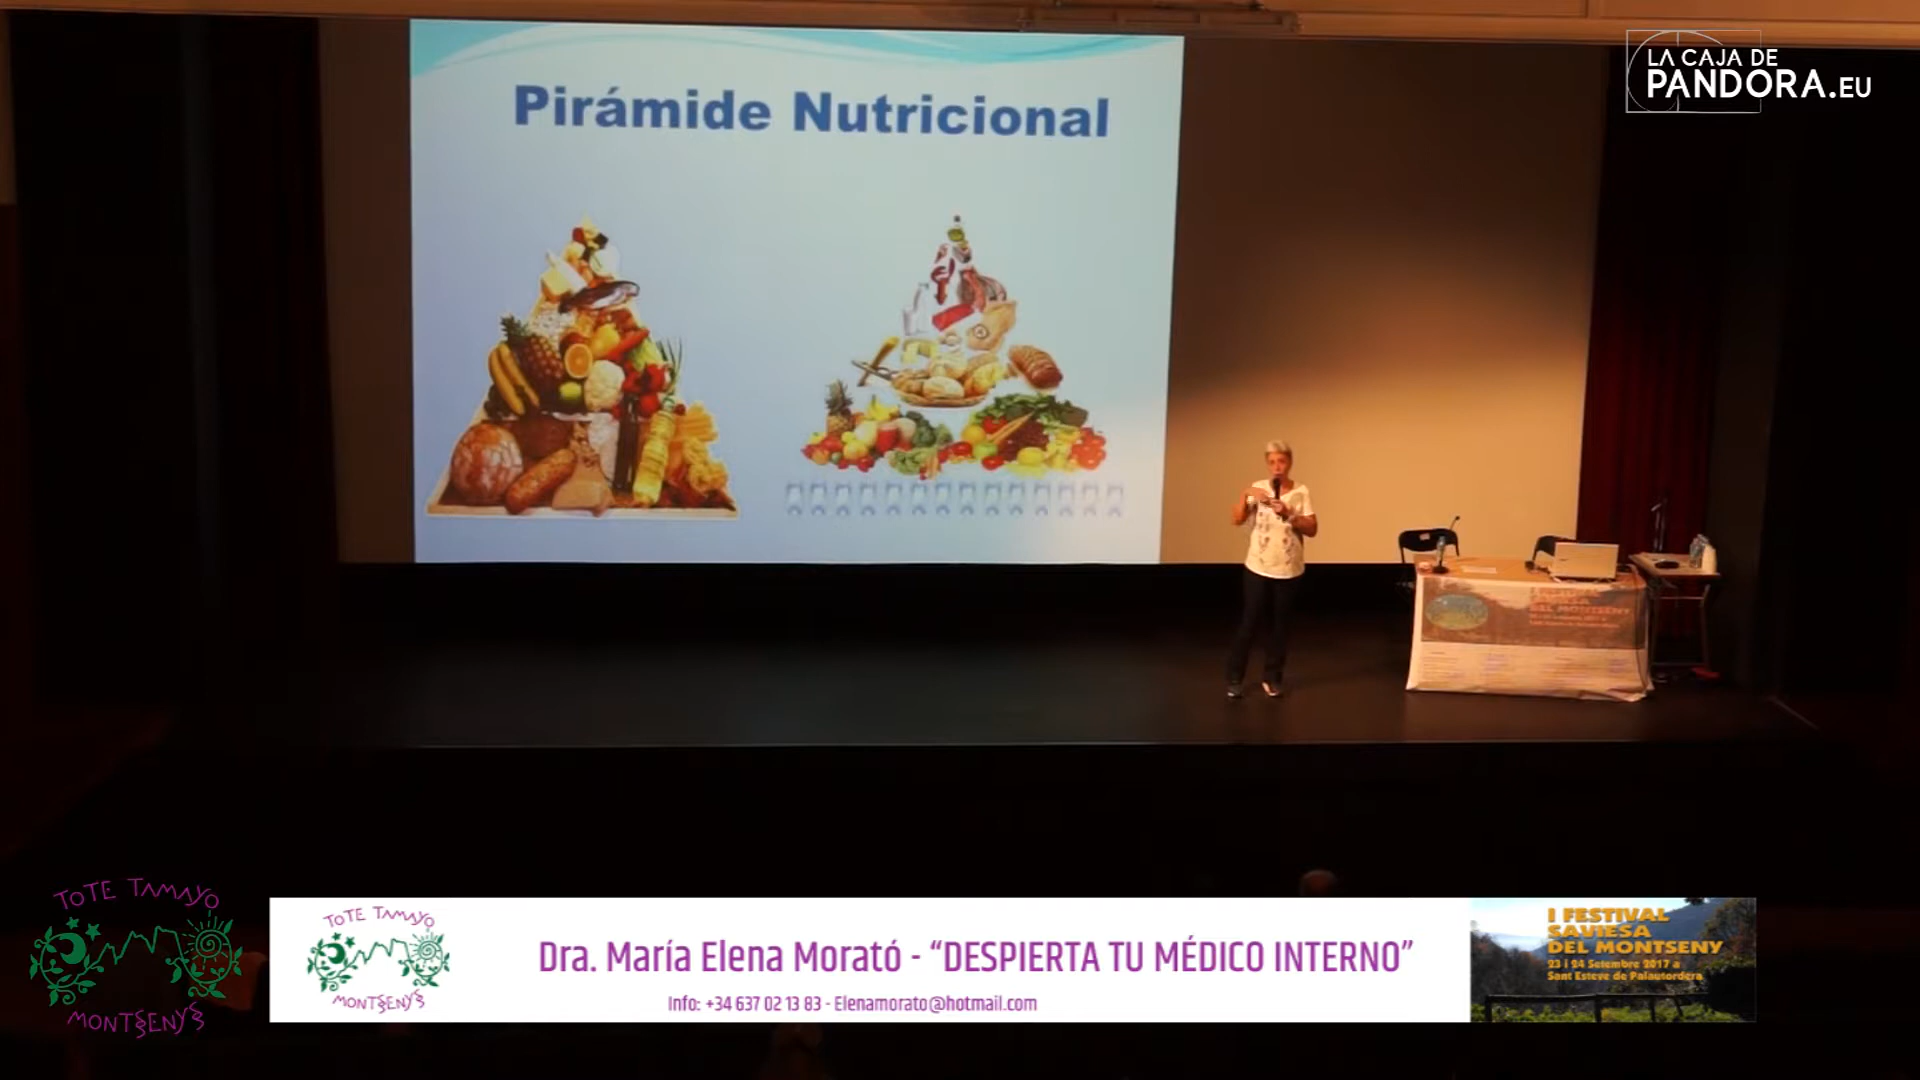 LA CAJA DE
PANDORA.EU
Pirámide Nutricional
DEL MONTSENY
TOTE TAMAYO
MONTSENYS
TOTE TAMAYO
MONTSENYS
Dra. María Elena Morató - “DESPIERTA TU MÉDICO INTERNO”
Info: +34 637 02 13 83 - Elenamorato@hotmail.com
I FESTIVAL
SAVIESA
DEL MONTSENY
23 i 24 Setembre 2017 a
Sant Esteve de Palautordera